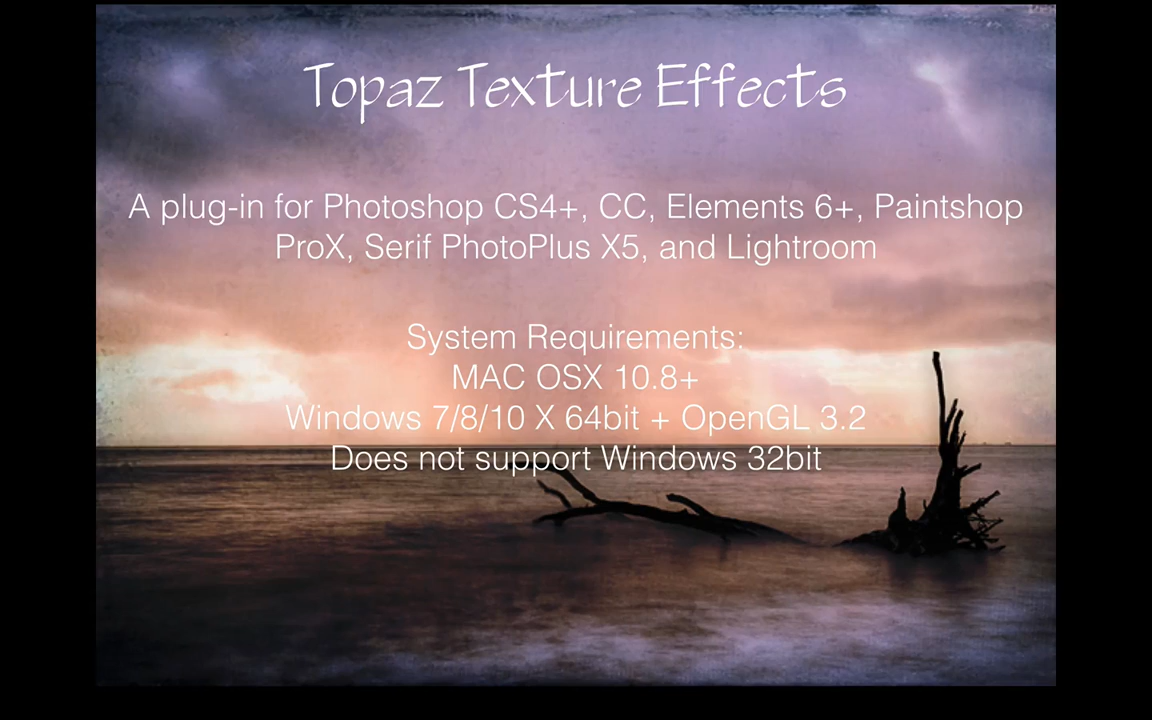 Topaz Texture Effects
A plug-in for Photoshop CS4+, CC, Elements 6+, Paintshop
ProX, Serif PhotoPlus X5, and Lightroom
System Requirements:
MAC OSX 10.8+
Windows 7/8/10 X 64bit + OpenGL 3.2
Does not support Windows 32bit